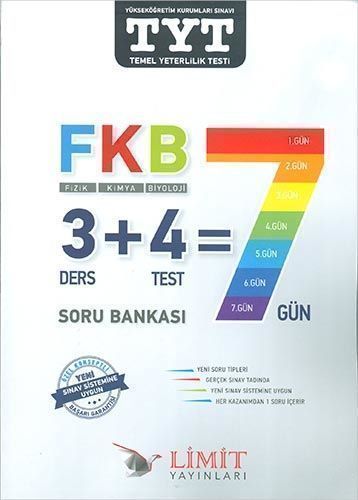 YÜKSEKÖĞRETİM KURUMLARI SINAVI
TYT
TEMEL YETERLİLİK TESTİ
FKB
FİZİK KİMYA BİYOLOJİ
3+4=7
DERS TEST GÜN
1.GÜN
2.GÜN
3.GÜN
4.GÜN
5.GÜN
6.GÜN
7.GÜN
SORU BANKASI
ÖZEL KONSEPTLİ
YENİ
SINAV SİSTEMİNE
UYGUN
BAŞARI GARANTİSİ
YENİ SORU TİPLERİ
GERÇEK SINAV TADINDA
YENİ SINAV SİSTEMİNE UYGUN
HER KAZANIMDAN 1 SORU İÇERİR
LİMİT
YAYINLARI